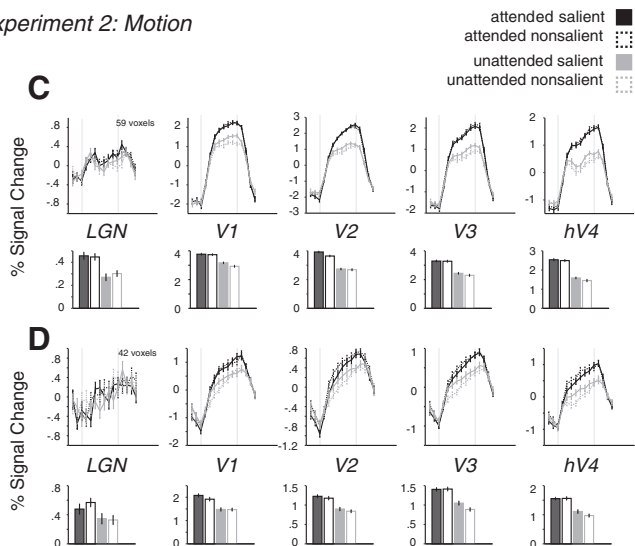 xperiment 2: Motion
attended salient
attended nonsalient
unattended salient
unattended nonsalient
C
% Signal Change
59 voxels
.8 .4 0 -.4 -.8
2 1 0 -1 -2
3 2 1 0 -1 -2 -3
2 1 0 -1 -2
2 1 0 -1
LGN V1 V2 V3 hV4
.4 .2 0
4 2 0
4 2 0
4 2 0
3 2 1 0
D
% Signal Change
42 voxels
.8 .4 0 -.4 -.8
1 0 -1 -2
.8 .4 0 -.4 -.8 -1.2
1 0 -1
1 0 -1
LGN V1 V2 V3 hV4
.8 .4 0
2 1 0
1.5 1 .5 0
1.5 1 .5 0
2 1 0